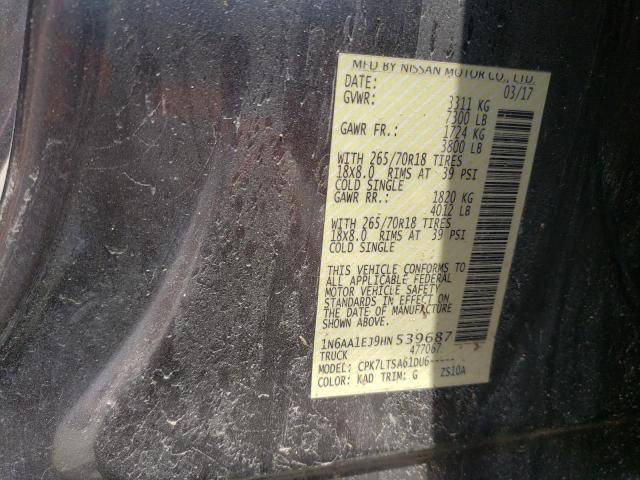 MFD BY NISSAN MOTOR CO., LTD.
DATE: 03/17
GVWR: 3311 KG
7300 LB
GAWR FR.: 1724 KG
3800 LB
WITH 265/70R18 TIRES
18X8.0 RIMS AT 39 PSI
COLD SINGLE
GAWR RR.: 1820 KG
4012 LB
WITH 265/70R18 TIRES
18X8.0 RIMS AT 39 PSI
COLD SINGLE
THIS VEHICLE CONFORMS TO
ALL APPLICABLE FEDERAL
MOTOR VEHICLE SAFETY
STANDARDS IN EFFECT ON
THE DATE OF MANUFACTURE
SHOWN ABOVE.
1N6AA1EJ9HN539687
TRUCK 477067
MODEL: CPK7LTSA61DU6-----
COLOR: KAD TRIM: G ZS10A